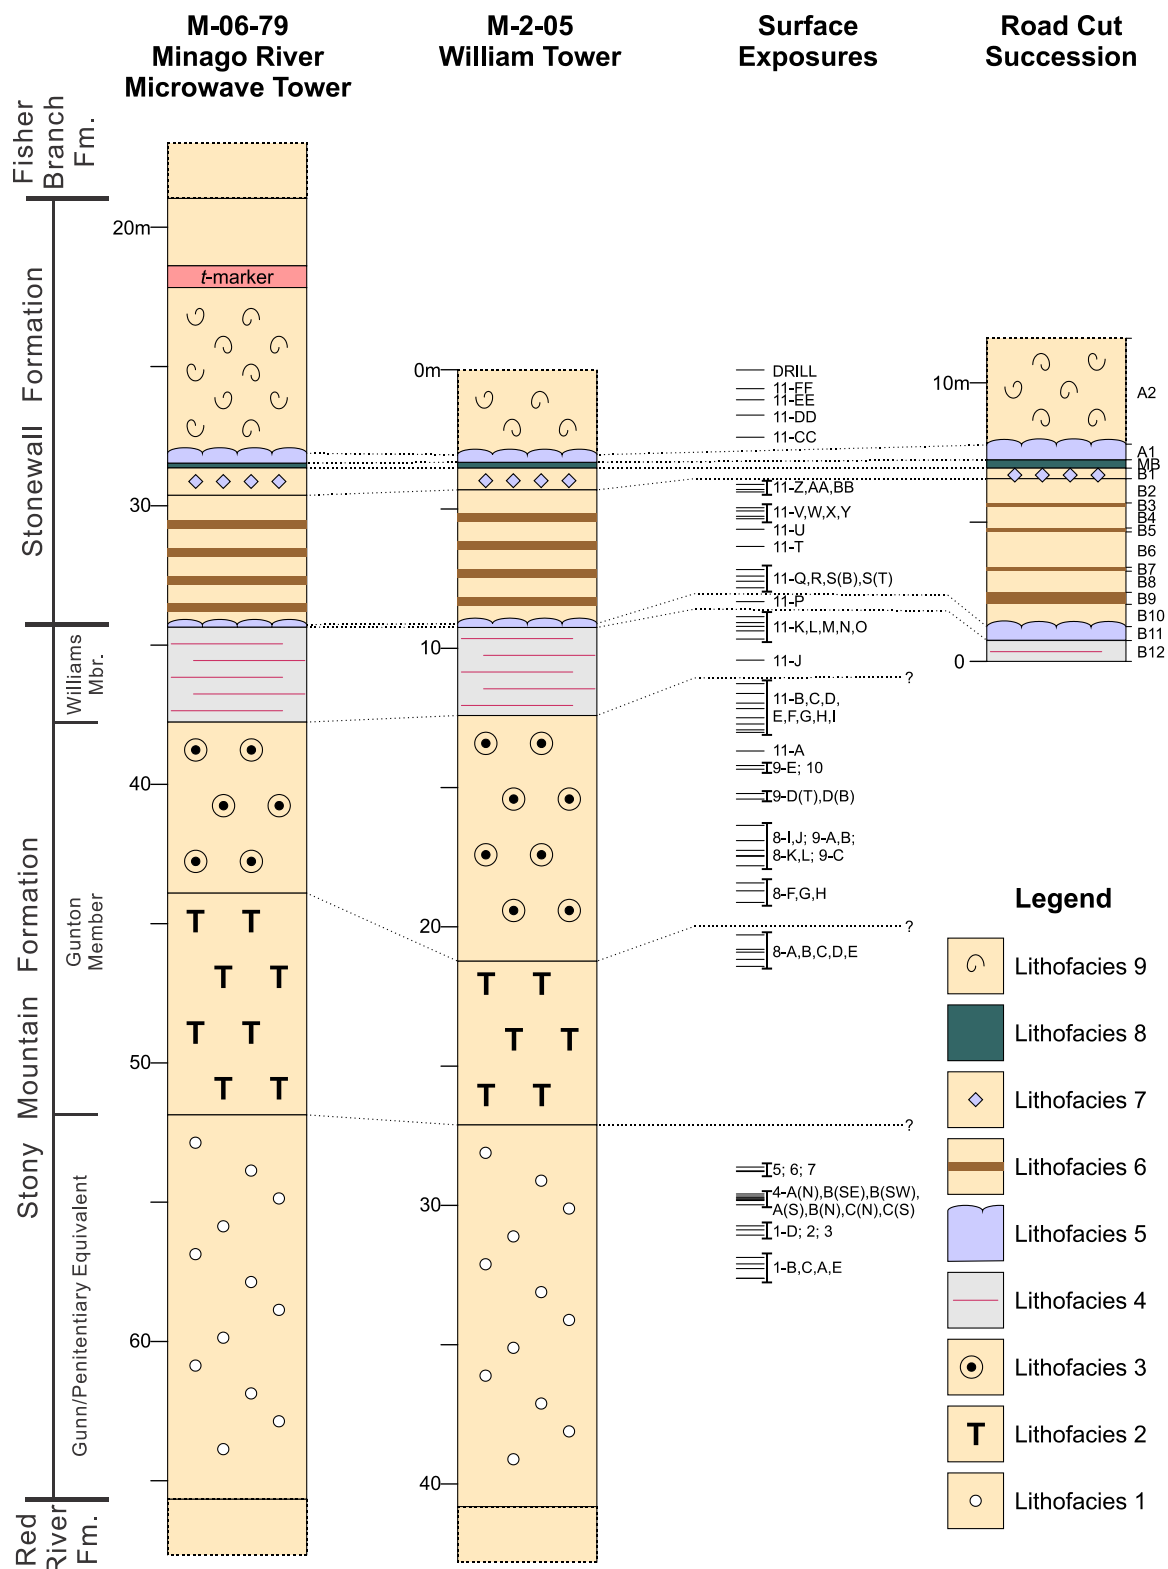 M-06-79
Minago River
Microwave Tower
M-2-05
William Tower
Surface
Exposures
Road Cut
Succession
Fisher
Branch
Fm.
Stonewall Formation
Williams
Mbr.
Stony Mountain Formation
Gunton
Member
Gunn/Penitentiary Equivalent
Red
River
Fm.
20m
30
40
50
60
t-marker
T T
T T
T T
T T
0m
10
20
30
40
T T
T T
T T
DRILL
11-FF
11-EE
11-DD
11-CC
11-Z,AA,BB
11-V,W,X,Y
11-U
11-T
11-Q,R,S(B),S(T)
11-P
11-K,L,M,N,O
11-J
?
11-B,C,D,
E,F,G,H,I
11-A
9-E; 10
9-D(T),D(B)
8-I,J; 9-A,B;
8-K,L; 9-C
8-F,G,H
?
8-A,B,C,D,E
?
5; 6; 7
4-A(N),B(SE),B(SW),
A(S),B(N),C(N),C(S)
1-D; 2; 3
1-B,C,A,E
10m
0
A2
A1
MB
B1
B2
B3
B4
B5
B6
B7
B8
B9
B10
B11
B12
Legend
Lithofacies 9
Lithofacies 8
Lithofacies 7
Lithofacies 6
Lithofacies 5
Lithofacies 4
Lithofacies 3
T Lithofacies 2
Lithofacies 1